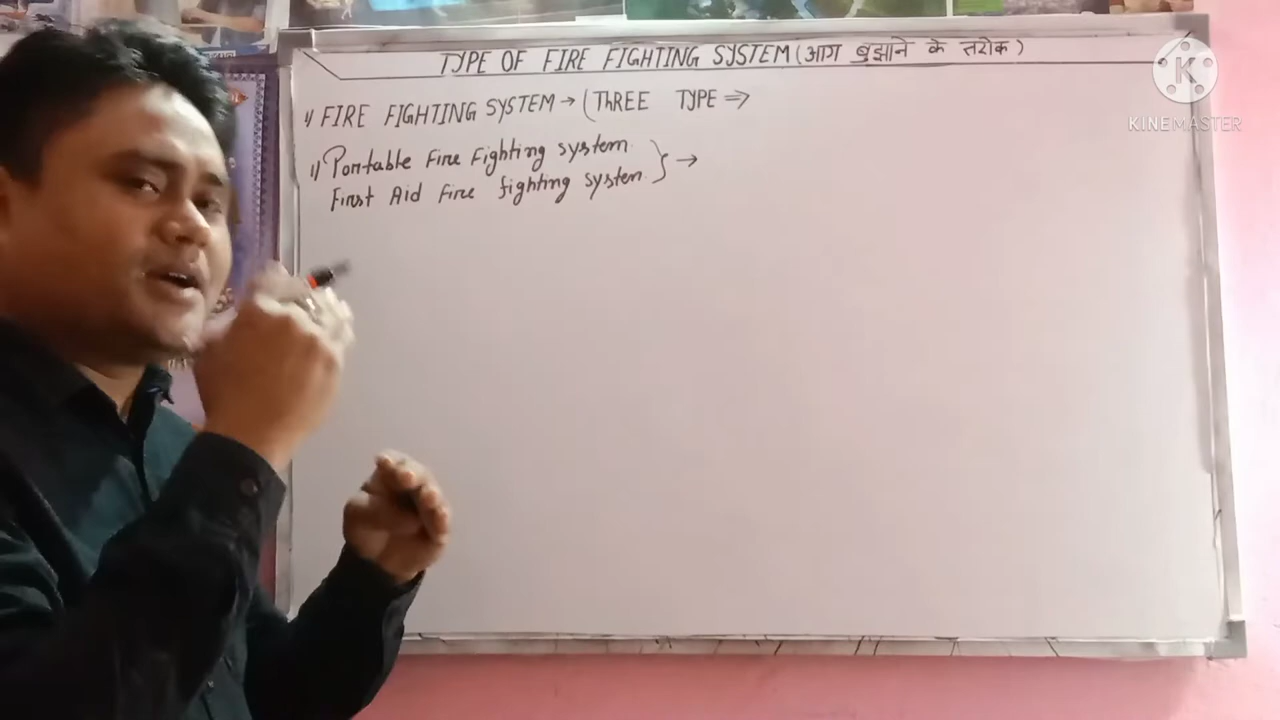 TYPE OF FIRE FIGHTING SYSTEM (आग बुझाने के तरीके)
1) FIRE FIGHTING SYSTEM → (THREE TYPE ⇒
1) Portable Fire Fighting system. } →
First Aid Fire fighting system.
K
KINEMASTER